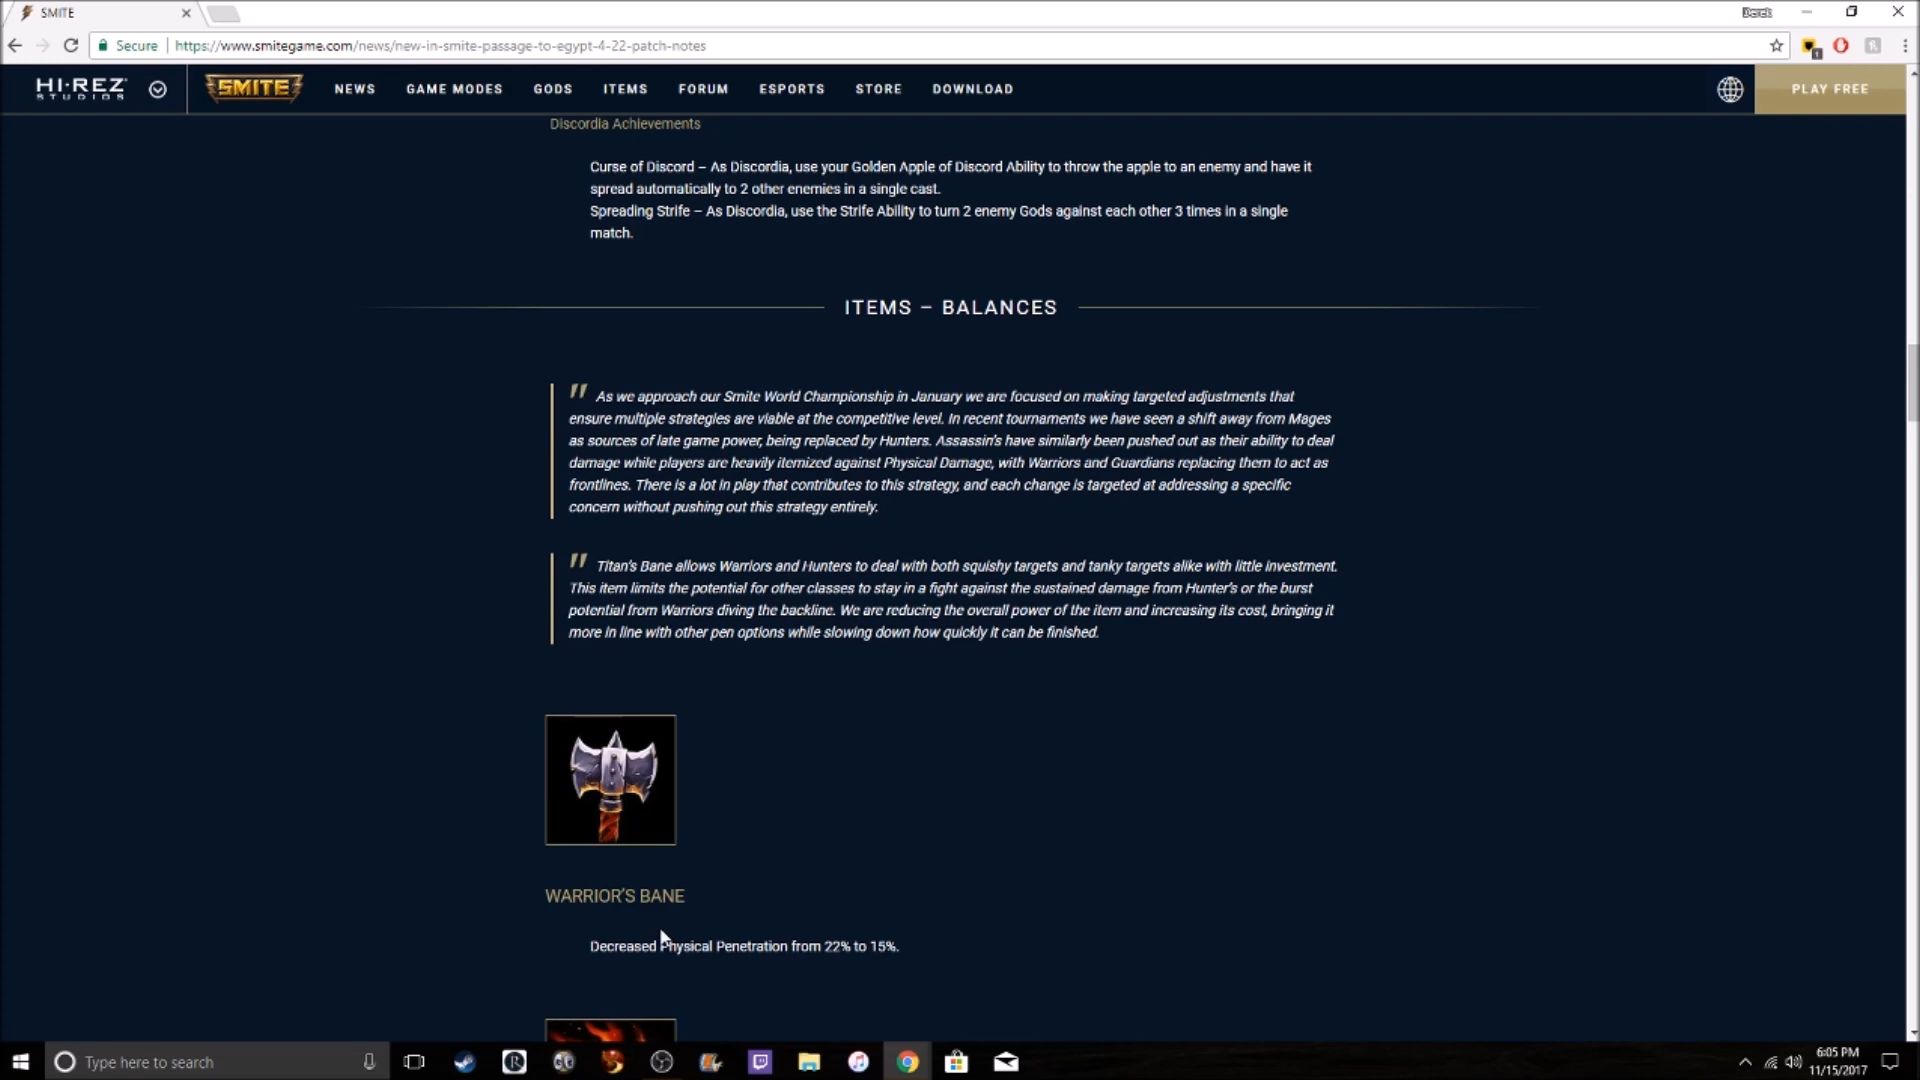 SMITE
Derek
Secure https://www.smitegame.com/news/new-in-smite-passage-to-egypt-4-22-patch-notes
HI-REZ STUDIOS SMITE NEWS GAME MODES GODS ITEMS FORUM ESPORTS STORE DOWNLOAD PLAY FREE
Discordia Achievements
Curse of Discord – As Discordia, use your Golden Apple of Discord Ability to throw the apple to an enemy and have it
spread automatically to 2 other enemies in a single cast.
Spreading Strife – As Discordia, use the Strife Ability to turn 2 enemy Gods against each other 3 times in a single
match.
ITEMS – BALANCES
" As we approach our Smite World Championship in January we are focused on making targeted adjustments that
ensure multiple strategies are viable at the competitive level. In recent tournaments we have seen a shift away from Mages
as sources of late game power, being replaced by Hunters. Assassin's have similarly been pushed out as their ability to deal
damage while players are heavily itemized against Physical Damage, with Warriors and Guardians replacing them to act as
frontlines. There is a lot in play that contributes to this strategy, and each change is targeted at addressing a specific
concern without pushing out this strategy entirely.
" Titan's Bane allows Warriors and Hunters to deal with both squishy targets and tanky targets alike with little investment.
This item limits the potential for other classes to stay in a fight against the sustained damage from Hunter's or the burst
potential from Warriors diving the backline. We are reducing the overall power of the item and increasing its cost, bringing it
more in line with other pen options while slowing down how quickly it can be finished.
WARRIOR'S BANE
Decreased Physical Penetration from 22% to 15%.
Type here to search
6:05 PM
11/15/2017